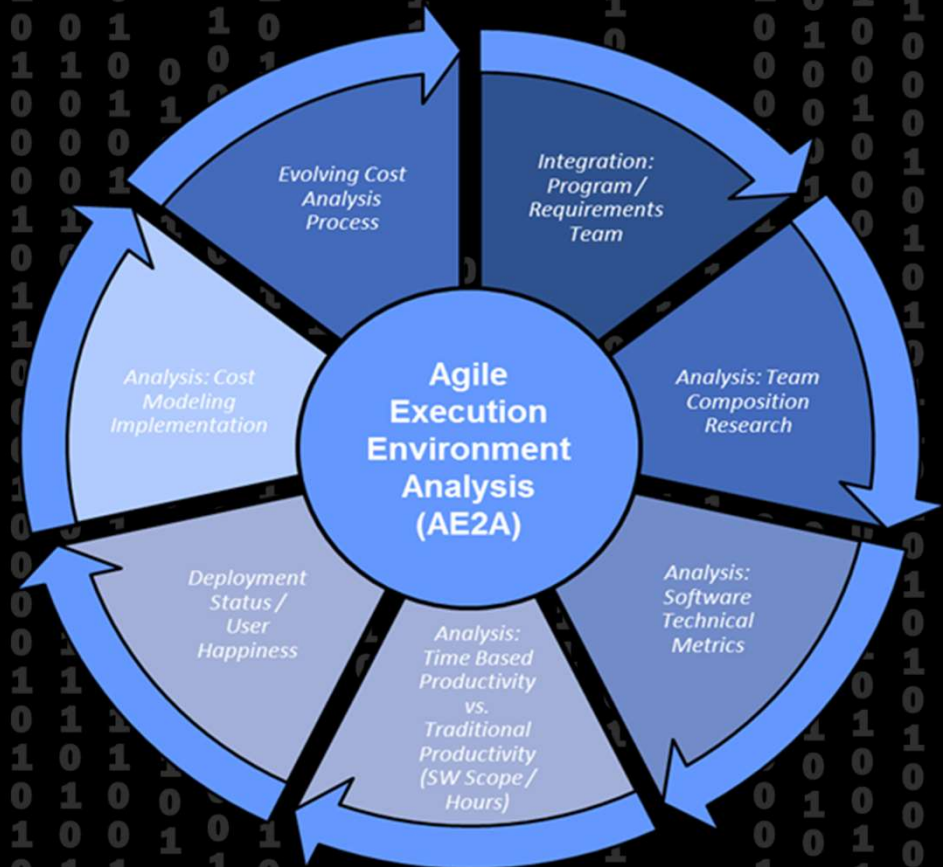 Evolving Cost
Analysis
Process
Integration:
Program /
Requirements
Team
Analysis: Cost
Modeling
Implementation
Agile
Execution
Environment
Analysis
(AE2A)
Analysis: Team
Composition
Research
Deployment
Status /
User
Happiness
Analysis:
Time Based
Productivity
vs.
Traditional
Productivity
(SW Scope /
Hours)
Analysis:
Software
Technical
Metrics